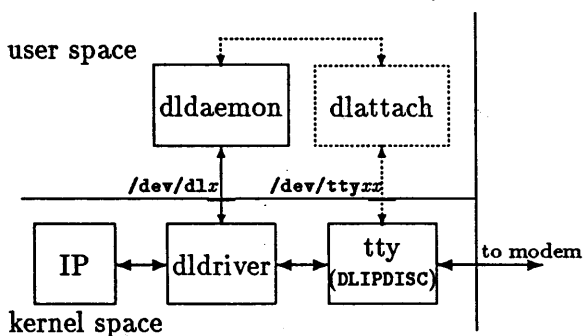 user space
dldaemon
dlattach
/dev/dlx
/dev/ttyxx
IP
dldriver
tty
(DLIPDISC)
to modem
kernel space